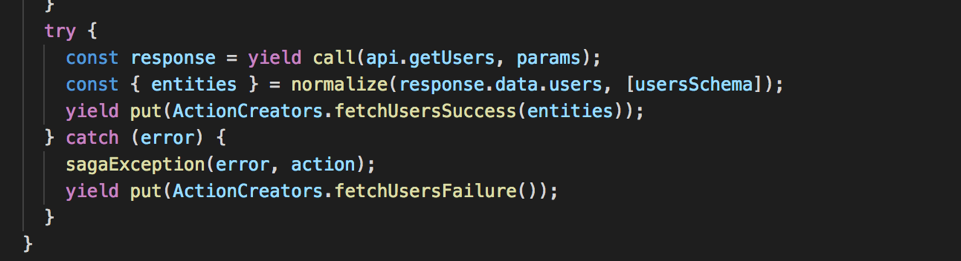 }
try {
const response = yield call(api.getUsers, params);
const { entities } = normalize(response.data.users, [usersSchema]);
yield put(ActionCreators.fetchUsersSuccess(entities));
} catch (error) {
sagaException(error, action);
yield put(ActionCreators.fetchUsersFailure());
}
}